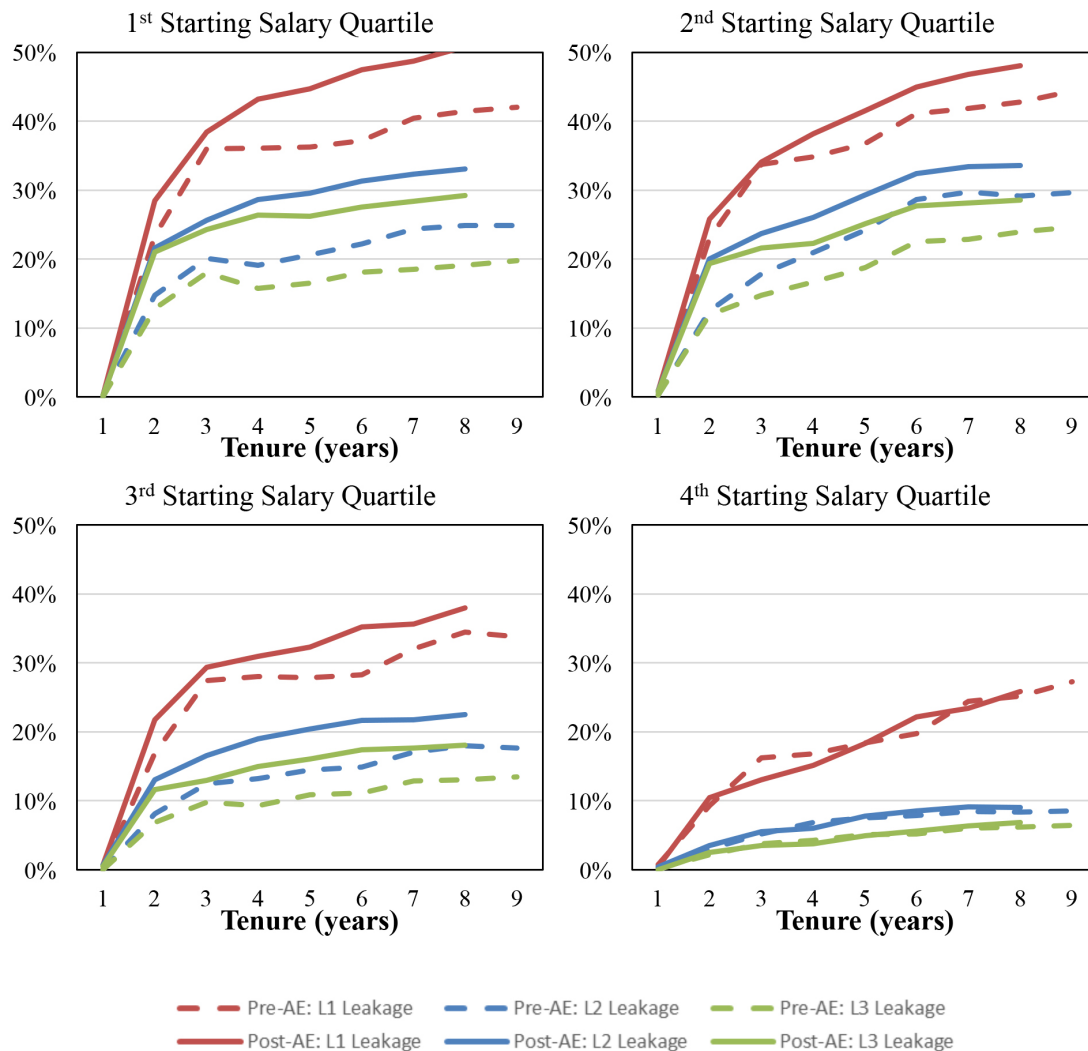 1st Starting Salary Quartile
50%
40%
30%
20%
10%
0%
1 2 3 4 5 6 7 8 9
Tenure (years)
2nd Starting Salary Quartile
50%
40%
30%
20%
10%
0%
1 2 3 4 5 6 7 8 9
Tenure (years)
3rd Starting Salary Quartile
50%
40%
30%
20%
10%
0%
1 2 3 4 5 6 7 8 9
Tenure (years)
4th Starting Salary Quartile
50%
40%
30%
20%
10%
0%
1 2 3 4 5 6 7 8 9
Tenure (years)
Pre-AE: L1 Leakage Pre-AE: L2 Leakage Pre-AE: L3 Leakage
Post-AE: L1 Leakage Post-AE: L2 Leakage Post-AE: L3 Leakage